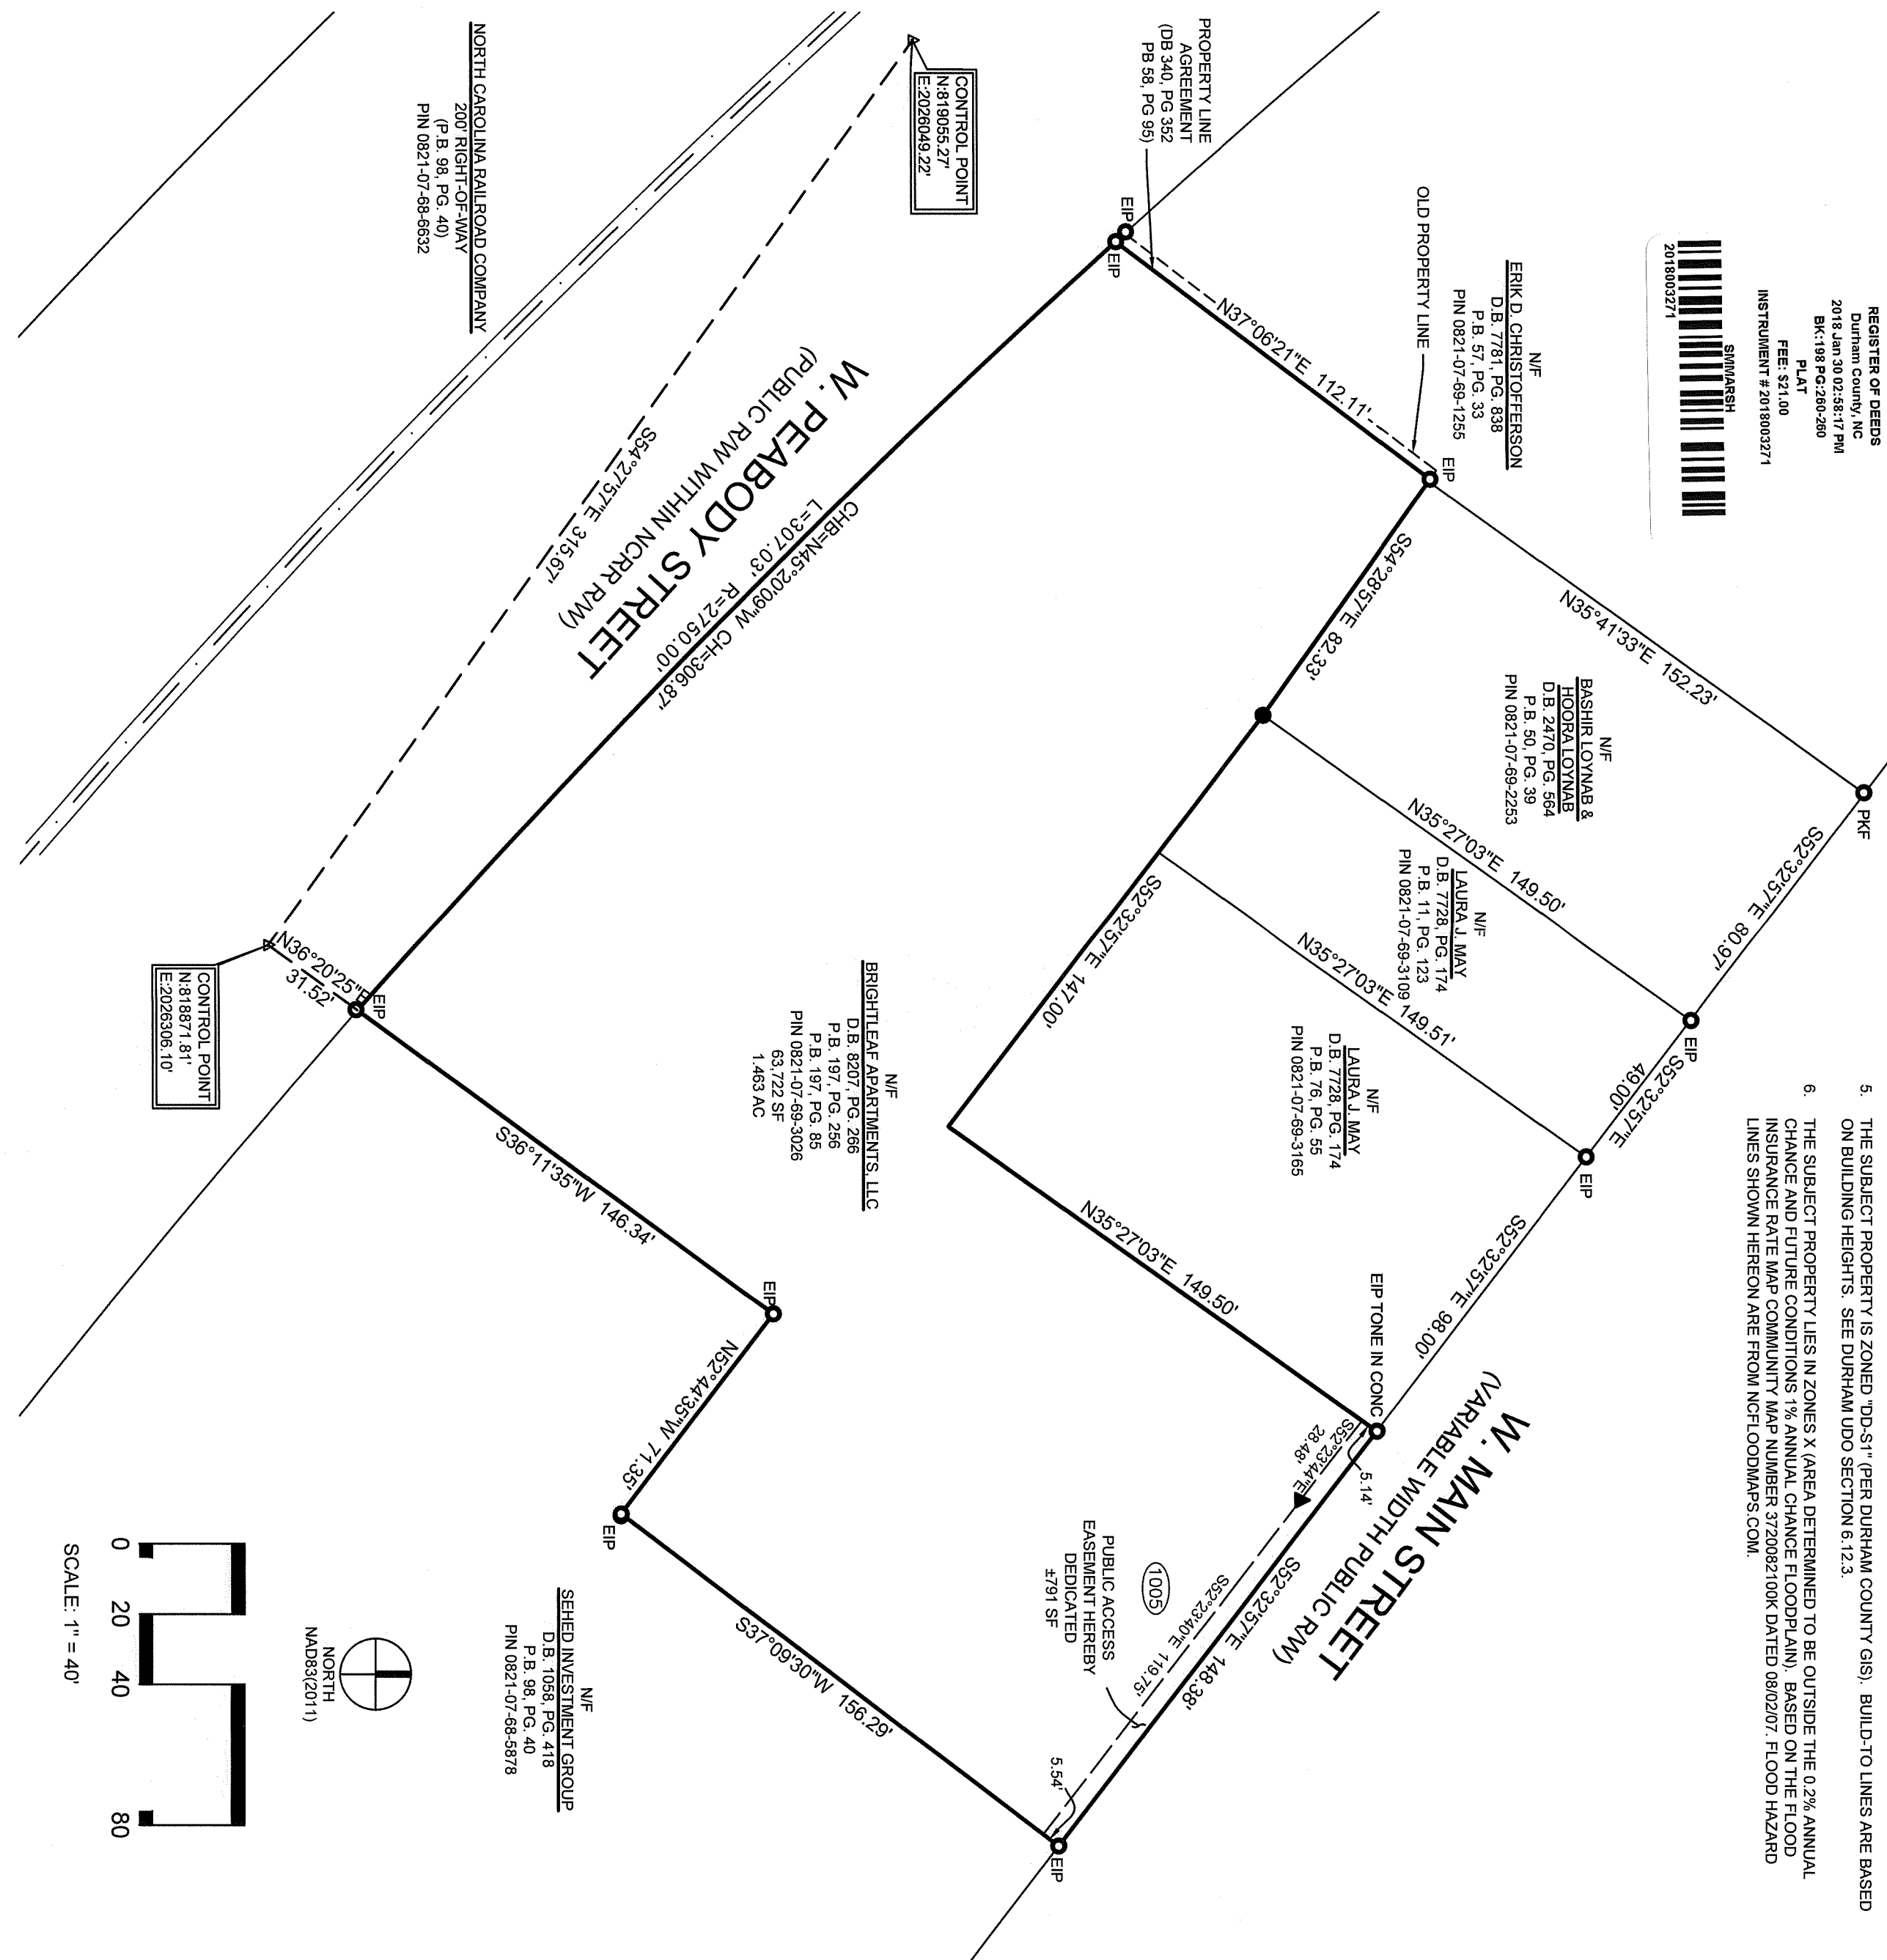 REGISTER OF DEEDS
Durham County, NC
2018 Jan 30 02:58:17 PM
BK:198 PG:260-260
PLAT
FEE: $21.00
INSTRUMENT # 2018003271
SMMARSH
2018003271
5. THE SUBJECT PROPERTY IS ZONED "DD-S1" (PER DURHAM COUNTY GIS). BUILD-TO LINES ARE BASED
ON BUILDING HEIGHTS. SEE DURHAM UDO SECTION 6.12.3.
6. THE SUBJECT PROPERTY LIES IN ZONES X (AREA DETERMINED TO BE OUTSIDE THE 0.2% ANNUAL
CHANCE AND FUTURE CONDITIONS 1% ANNUAL CHANCE FLOODPLAIN). BASED ON THE FLOOD
INSURANCE RATE MAP COMMUNITY MAP NUMBER 3720082100K DATED 08/02/07. FLOOD HAZARD
LINES SHOWN HEREON ARE FROM NCFLOODMAPS.COM.
PKF
S52°32'57"E 80.97'
N35°41'33"E 152.23'
EIP
S52°32'57"E
49.00'
EIP
S52°32'57"E 98.00'
N/F
BASHIR LOYNAB &
HOORA LOYNAB
D.B. 2470, PG. 564
P.B. 50, PG. 39
PIN 0821-07-69-2253
N/F
ERIK D. CHRISTOFFERSON
D.B. 7781, PG. 838
P.B. 57, PG. 33
PIN 0821-07-69-1255
OLD PROPERTY LINE
EIP
S54°28'57"E 82.33'
N35°27'03"E 149.50'
N/F
LAURA J. MAY
D.B. 7728, PG. 174
P.B. 11, PG. 123
PIN 0821-07-69-3109
N35°27'03"E 149.51'
N/F
LAURA J. MAY
D.B. 7728, PG. 174
P.B. 76, PG. 55
PIN 0821-07-69-3165
EIP TONE IN CONC
W. MAIN STREET
(VARIABLE WIDTH PUBLIC R/W)
PROPERTY LINE
AGREEMENT
(DB 340, PG 352
PB 58, PG 95)
EIP
EIP
N37°06'21"E 112.11'
S52°32'57"E 147.00'
N35°27'03"E 149.50'
S52°23'44"E
28.48'
5.14'
S52°32'57"E 148.38'
S52°23'40"E 119.75'
1005
PUBLIC ACCESS
EASEMENT HEREBY
DEDICATED
±791 SF
5.54'
EIP
CONTROL POINT
N:819055.27'
E:2026049.22'
W. PEABODY STREET
(PUBLIC R/W WITHIN NCRR R/W)
CHB=N45°20'09"W CH=306.87'
L=307.03' R=2750.00'
S54°27'57"E 315.67'
N/F
BRIGHTLEAF APARTMENTS, LLC
D.B. 8207, PG. 266
P.B. 197, PG. 256
P.B. 197, PG. 85
PIN 0821-07-69-3026
63,722 SF
1.463 AC
EIP
N52°44'35"W 71.35'
EIP
S37°09'30"W 156.29'
S36°11'35"W 146.34'
NORTH CAROLINA RAILROAD COMPANY
200' RIGHT-OF-WAY
(P.B. 98, PG. 40)
PIN 0821-07-68-6632
EIP
N36°20'25"E
31.52'
CONTROL POINT
N:818871.81'
E:2026306.10'
N/F
SEHED INVESTMENT GROUP
D.B. 1058, PG. 418
P.B. 98, PG. 40
PIN 0821-07-68-5878
NORTH
NAD83(2011)
0 20 40 80
SCALE: 1" = 40'